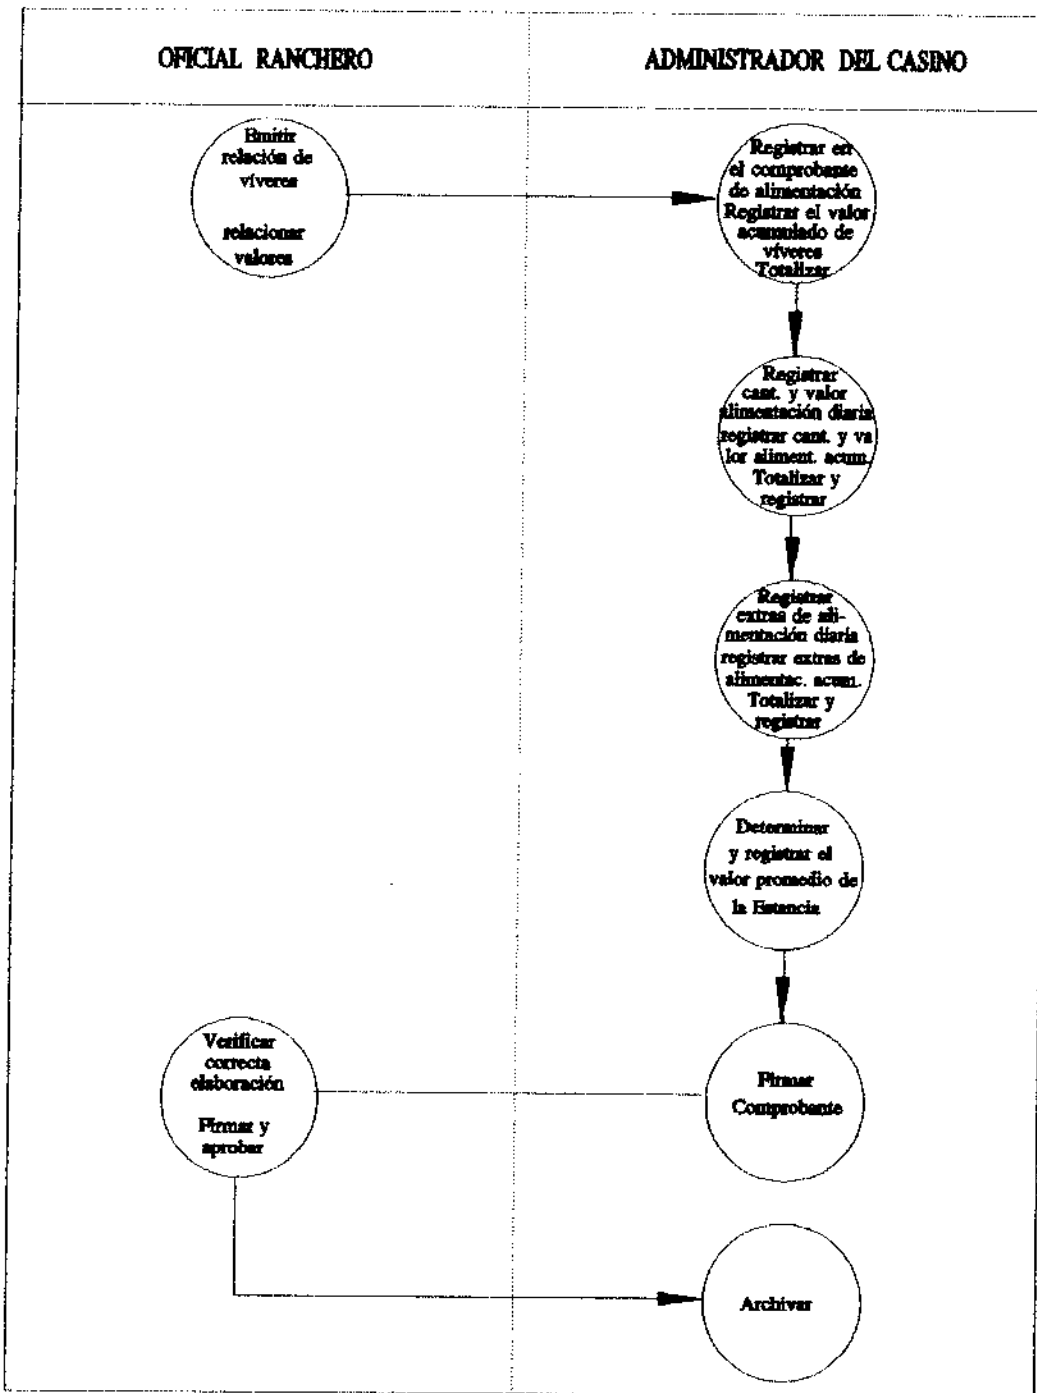 OFICIAL RANCHERO
ADMINISTRADOR DEL CASINO
Emitir
relación de
víveres
relacionar
valores
Registrar en
el comprobante
de alimentación
Registrar el valor
acumulado de
víveres
Totalizar
Registrar
cant. y valor
alimentación diaria
registrar cant. y va
lor aliment. acum.
Totalizar y
registrar
Registrar
extras de ali-
mentación diaria
registrar extras de
alimentac. acum.
Totalizar y
registrar
Determinar
y registrar el
valor promedio de
la Estancia
Verificar
correcta
elaboración
Firmar y
aprobar
Firmar
Comprobante
Archivar